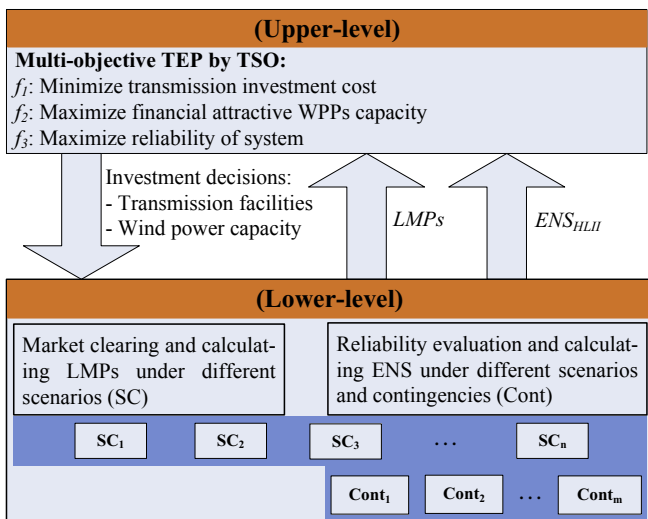 (Upper-level)
Multi-objective TEP by TSO:
f1: Minimize transmission investment cost
f2: Maximize financial attractive WPPs capacity
f3: Maximize reliability of system
Investment decisions:
- Transmission facilities
- Wind power capacity
LMPs
ENSHLII
(Lower-level)
Market clearing and calculat-
ing LMPs under different
scenarios (SC)
Reliability evaluation and calcul-
ating ENS under different scenarios
and contingencies (Cont)
SC1 SC2 SC3 ... SCn
Cont1 Cont2 ... Contm